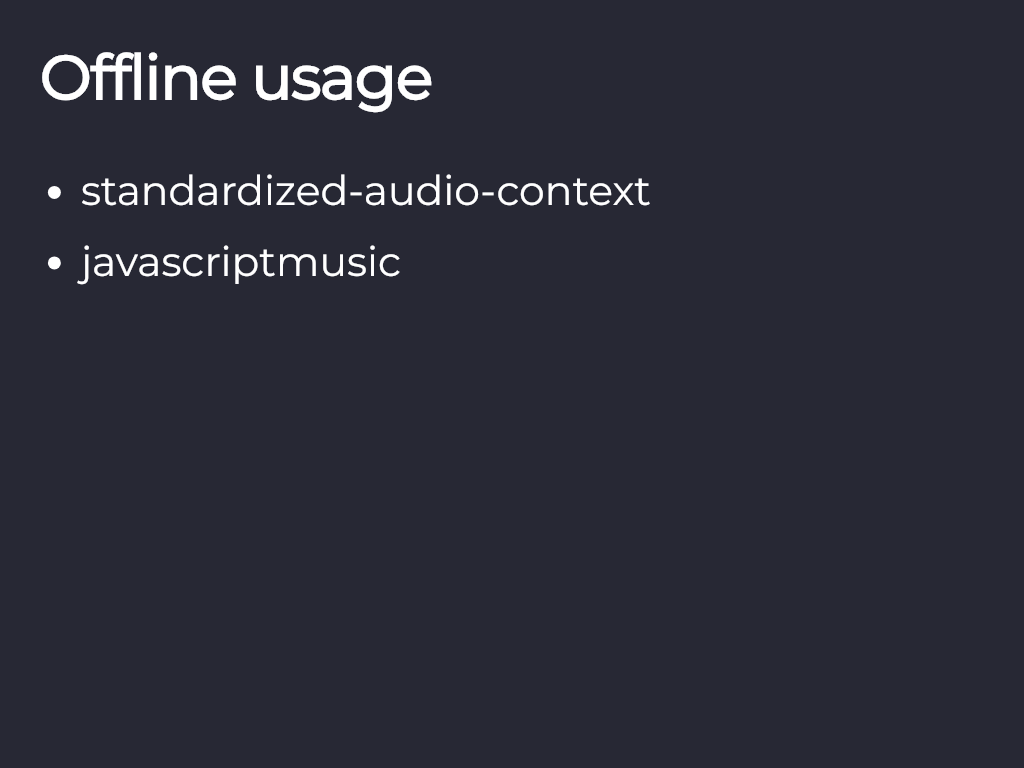 Offline usage
• standardized-audio-context
• javascriptmusic